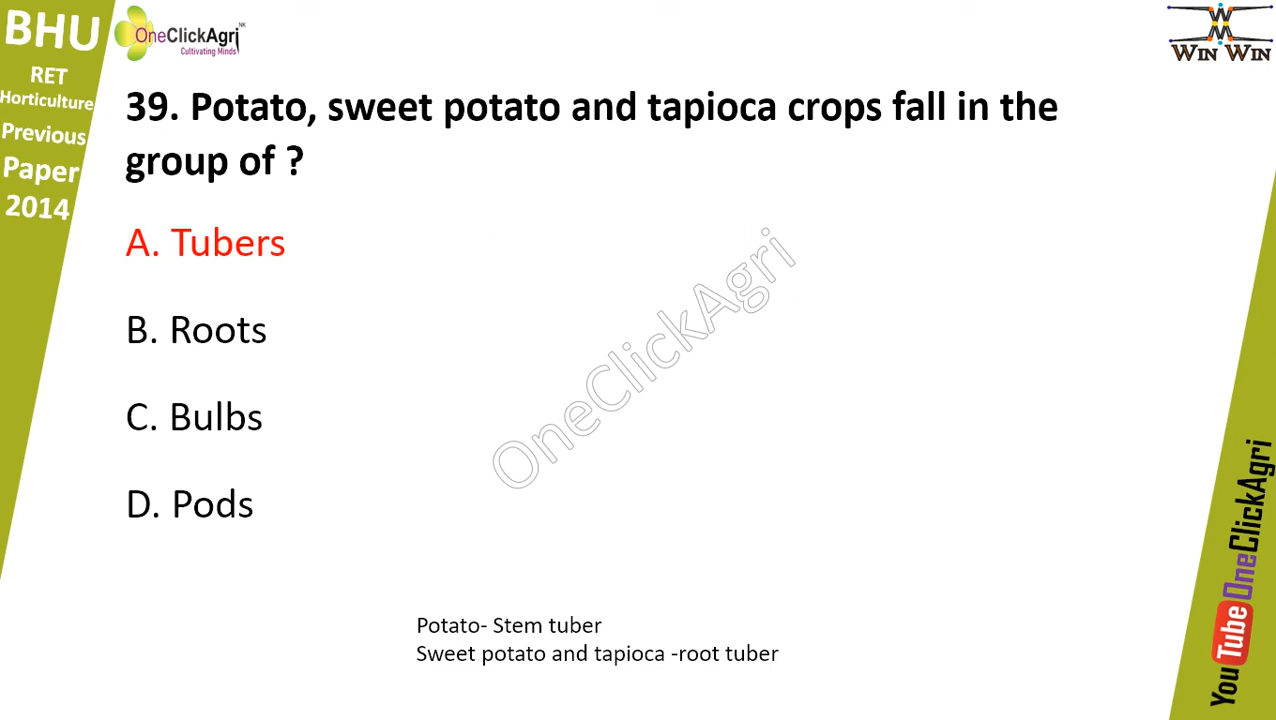 BHU
RET
Horticulture
Previous
Paper
2014
OneClickAgri NK
Cultivating Minds
WIN WIN
39. Potato, sweet potato and tapioca crops fall in the
group of ?
A. Tubers
B. Roots
C. Bulbs
D. Pods
OneClickAgri
Potato- Stem tuber
Sweet potato and tapioca -root tuber
YouTube OneClickAgri